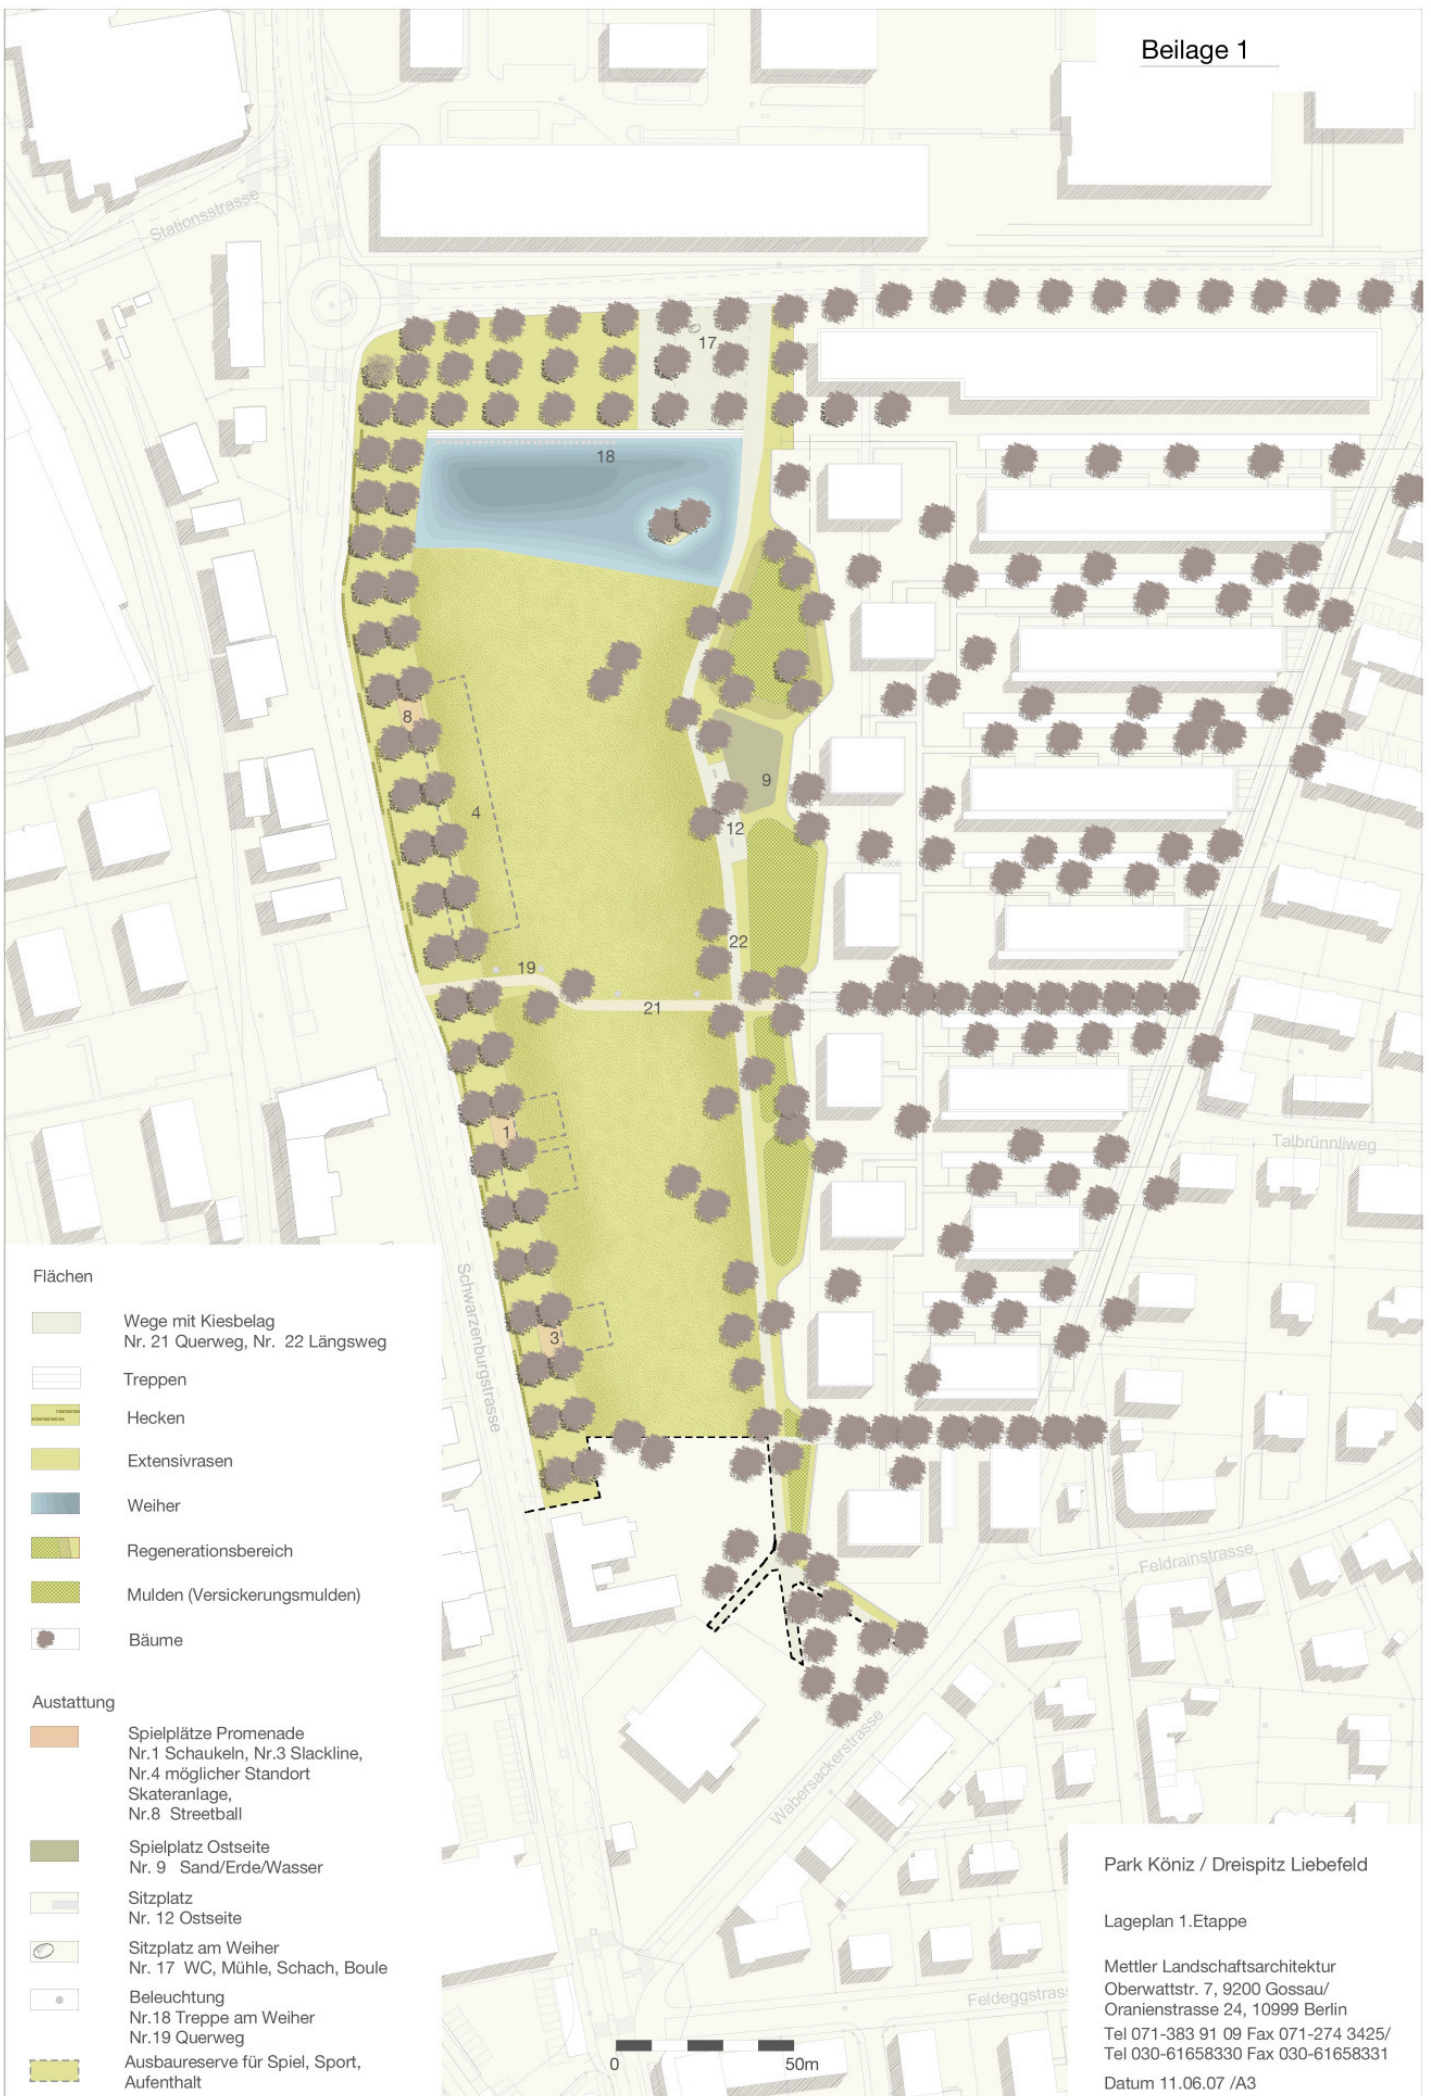 Beilage 1
Stationsstrasse
17
18
8
9
4
12
22
19
21
1
Talbrünnliweg
3
Schwarzenburgstrasse
Feldrainstrasse
Wabersackerstrasse
Feldeggstrass
Flächen
Wege mit Kiesbelag
Nr. 21 Querweg, Nr. 22 Längsweg
Treppen
Hecken
Extensivrasen
Weiher
Regenerationsbereich
Mulden (Versickerungsmulden)
Bäume
Austattung
Spielplätze Promenade
Nr.1 Schaukeln, Nr.3 Slackline,
Nr.4 möglicher Standort
Skateranlage,
Nr.8 Streetball
Spielplatz Ostseite
Nr. 9 Sand/Erde/Wasser
Sitzplatz
Nr. 12 Ostseite
Sitzplatz am Weiher
Nr. 17 WC, Mühle, Schach, Boule
Beleuchtung
Nr.18 Treppe am Weiher
Nr.19 Querweg
Ausbaureserve für Spiel, Sport,
Aufenthalt
0 50m
Park Köniz / Dreispitz Liebefeld
Lageplan 1.Etappe
Mettler Landschaftsarchitektur
Oberwattstr. 7, 9200 Gossau/
Oranienstrasse 24, 10999 Berlin
Tel 071-383 91 09 Fax 071-274 3425/
Tel 030-61658330 Fax 030-61658331
Datum 11.06.07 /A3